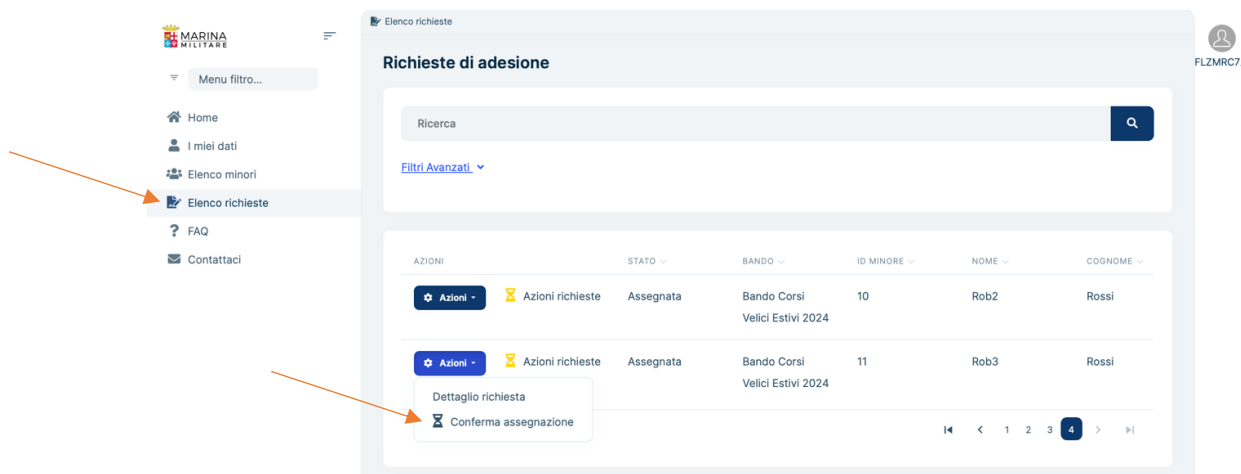 MARINA
MILITARE
Menu filtro...
Home
I miei dati
Elenco minori
Elenco richieste
FAQ
Contattaci
Elenco richieste
Richieste di adesione
Ricerca
Filtri Avanzati
AZIONI STATO BANDO ID MINORE NOME COGNOME
Azioni Azioni richieste Assegnata Bando Corsi 10 Rob2 Rossi
Velici Estivi 2024
Azioni Azioni richieste Assegnata Bando Corsi 11 Rob3 Rossi
Velici Estivi 2024
Dettaglio richiesta
Conferma assegnazione
1 2 3 4
FLZMRC7